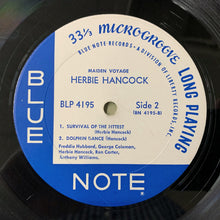 33⅓ MICROGROOVE LONG PLAYING
BLUE NOTE RECORDS • A DIVISION OF LIBERTY RECORDS, INC.
MAIDEN VOYAGE
HERBIE HANCOCK
BLP 4195
Side 2
(BN 4195-B)
1. SURVIVAL OF THE FITTEST
(Herbie Hancock)
2. DOLPHIN DANCE (Herbie Hancock)
Freddie Hubbard, George Coleman,
Herbie Hancock, Ron Carter,
Anthony Williams.
BLUE
NOTE